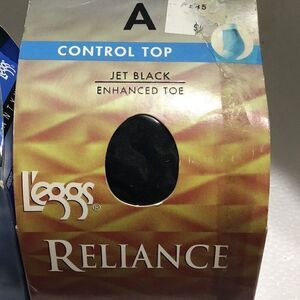 A
CONTROL TOP
JET BLACK
ENHANCED TOE
L'eggs®
RELIANCE